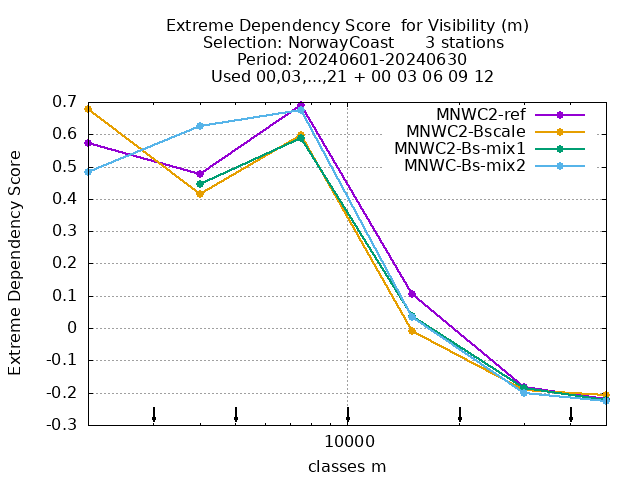 Extreme Dependency Score  for Visibility (m)
Selection: NorwayCoast      3 stations
Period: 20240601-20240630
Used 00,03,...,21 + 00 03 06 09 12
0.7
0.6
0.5
0.4
0.3
0.2
0.1
0
-0.1
-0.2
-0.3
Extreme Dependency Score
MNWC2-ref
MNWC2-Bscale
MNWC2-Bs-mix1
MNWC-Bs-mix2
10000
classes m